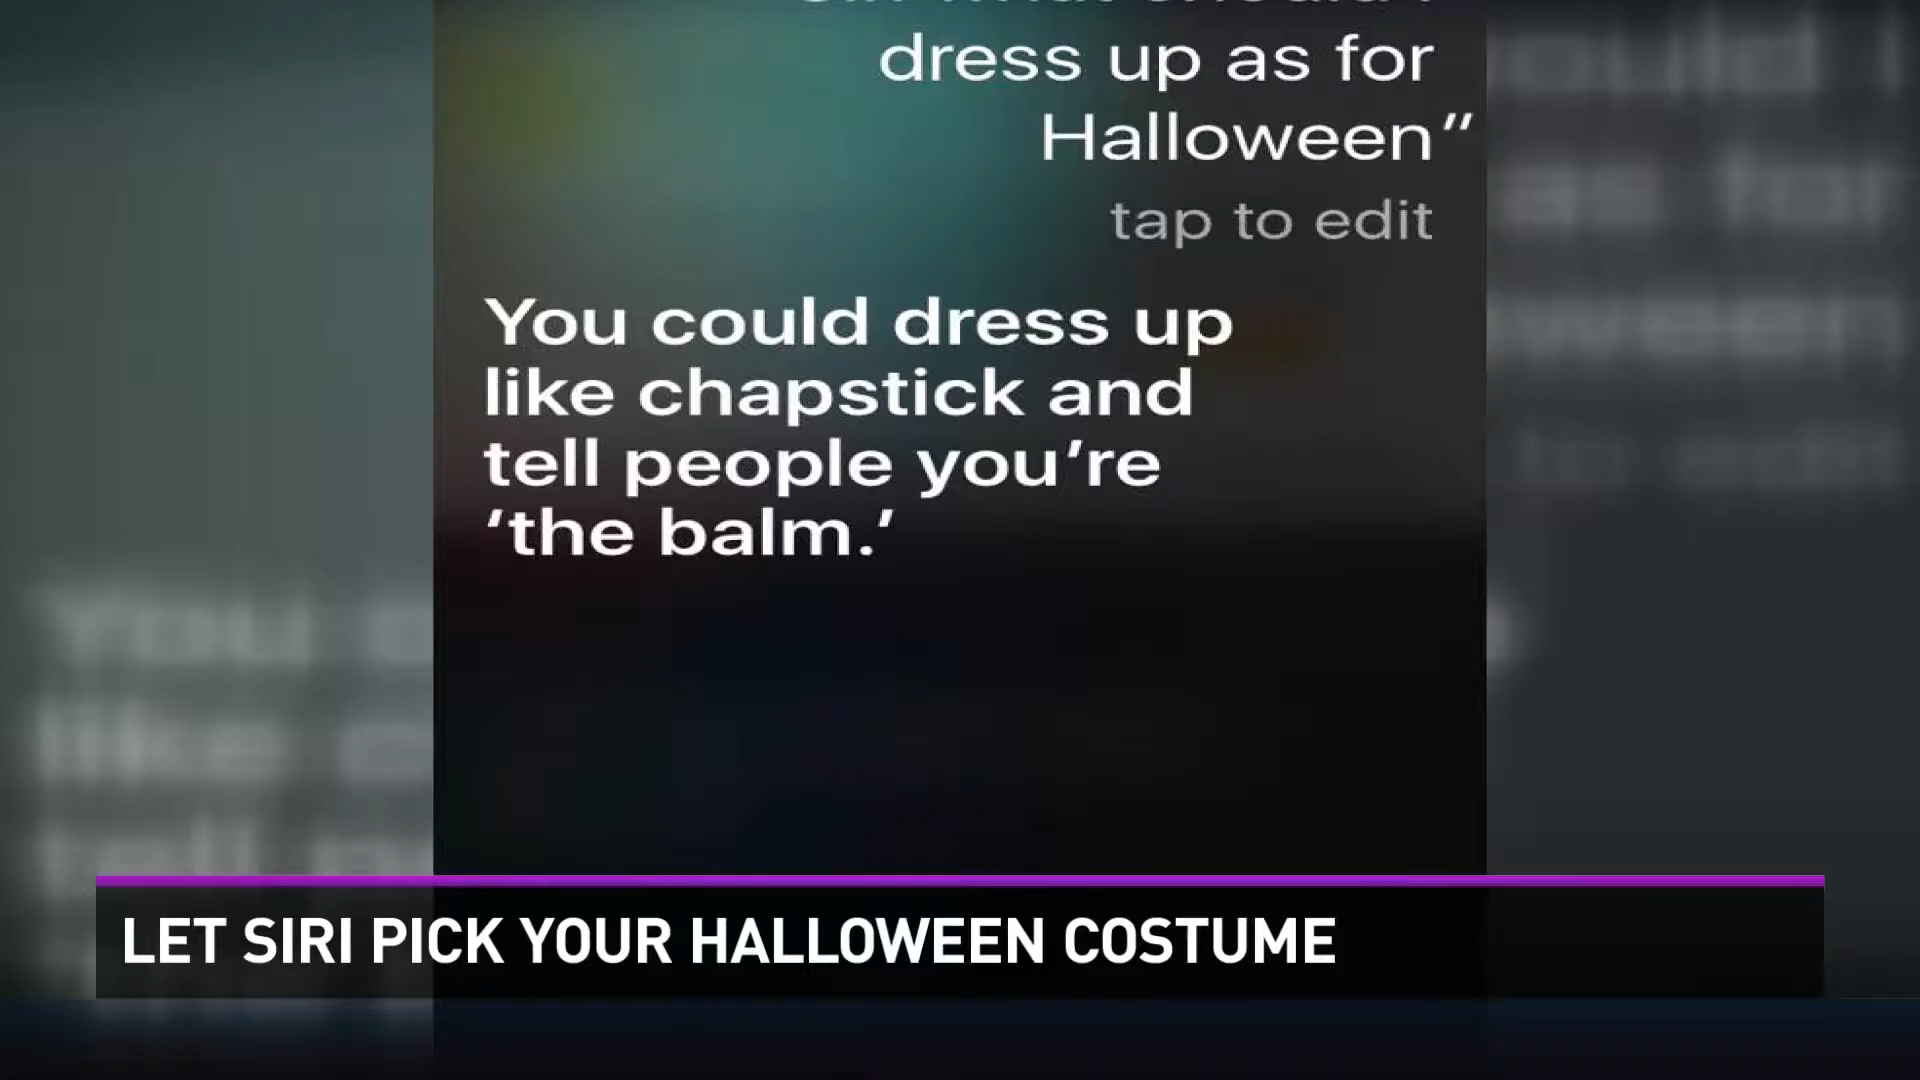 dress up as for
Halloween”
tap to edit
You could dress up
like chapstick and
tell people you’re
‘the balm.’
LET SIRI PICK YOUR HALLOWEEN COSTUME